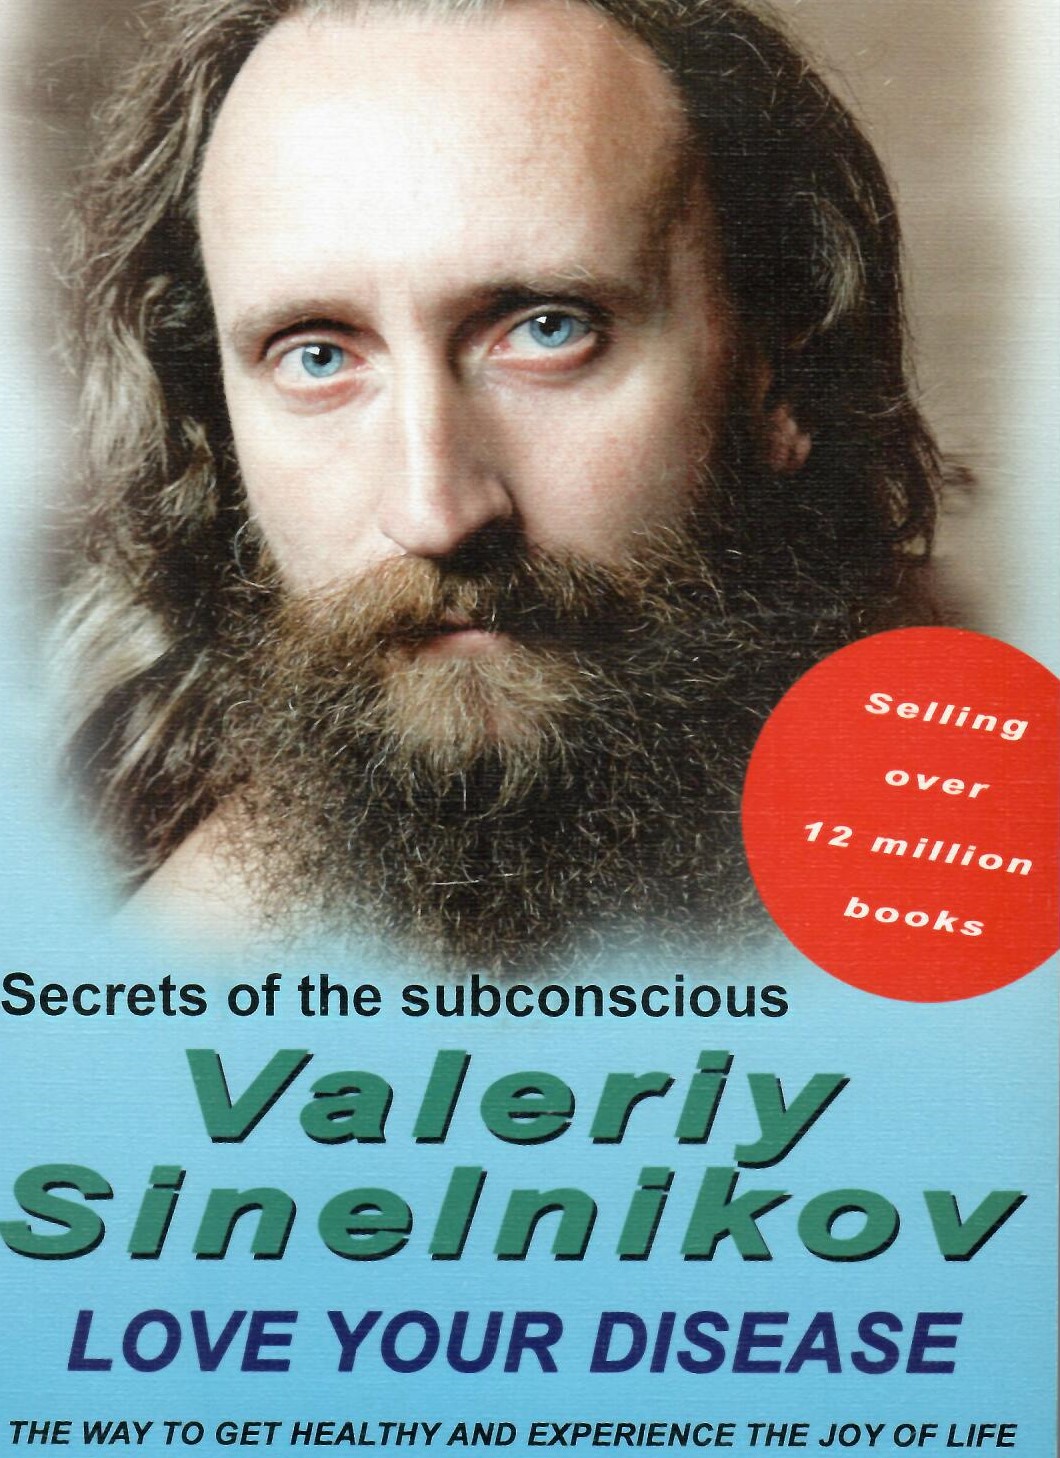 Selling
over
12 million
books
Secrets of the subconscious
Valeriy
Sinelnikov
LOVE YOUR DISEASE
THE WAY TO GET HEALTHY AND EXPERIENCE THE JOY OF LIFE